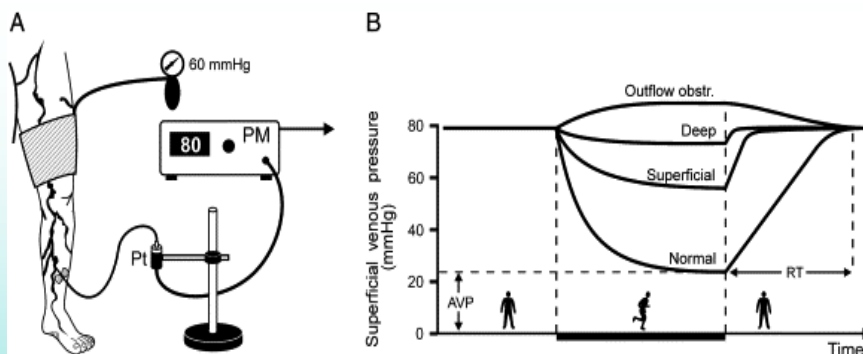 A
60 mmHg
80
PM
Pt
B
Superficial venous pressure
(mmHg)
80
60
40
20
0
Outflow obstr.
Deep
Superficial
Normal
AVP
RT
Time